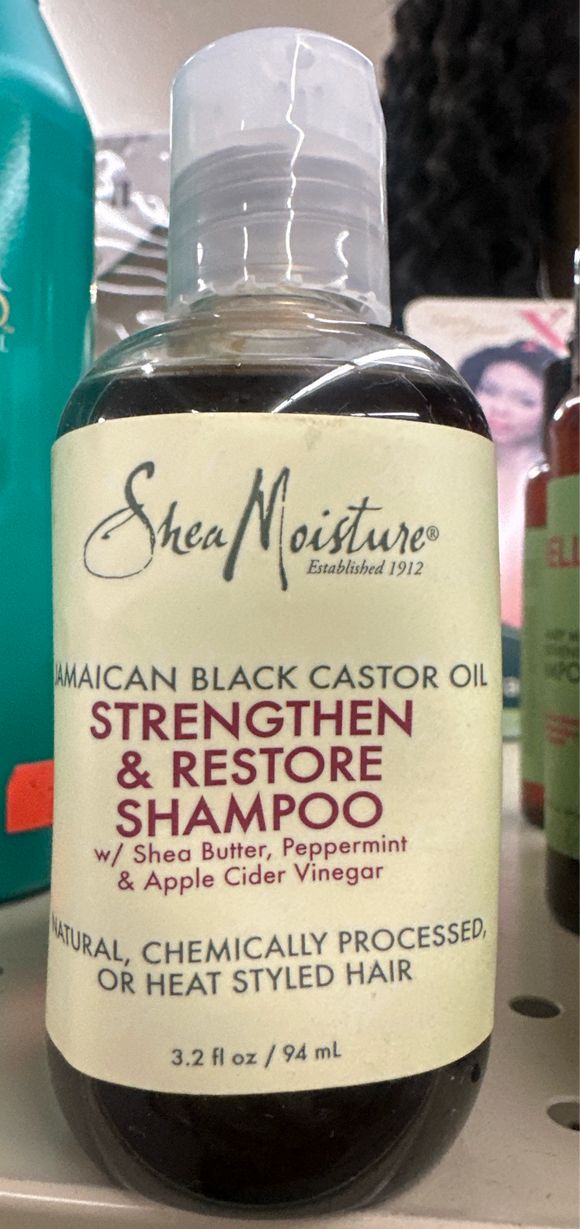 SheaMoisture®
Established 1912
JAMAICAN BLACK CASTOR OIL
STRENGTHEN
& RESTORE
SHAMPOO
w/ Shea Butter, Peppermint
& Apple Cider Vinegar
NATURAL, CHEMICALLY PROCESSED,
OR HEAT STYLED HAIR
3.2 fl oz / 94 mL